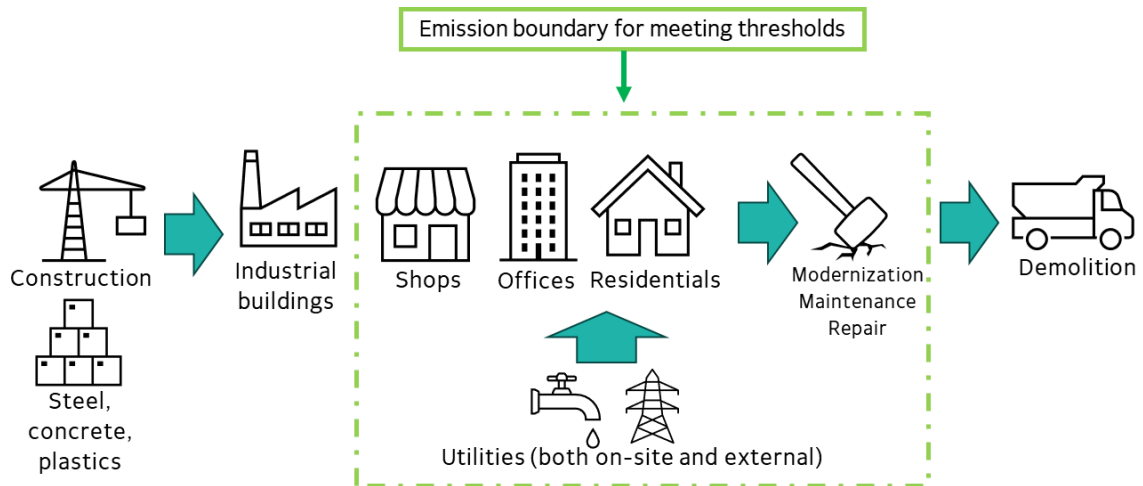 Emission boundary for meeting thresholds
Construction
Industrial
buildings
Shops
Offices
Residentials
Modernization
Maintenance
Repair
Demolition
Steel,
concrete,
plastics
Utilities (both on-site and external)